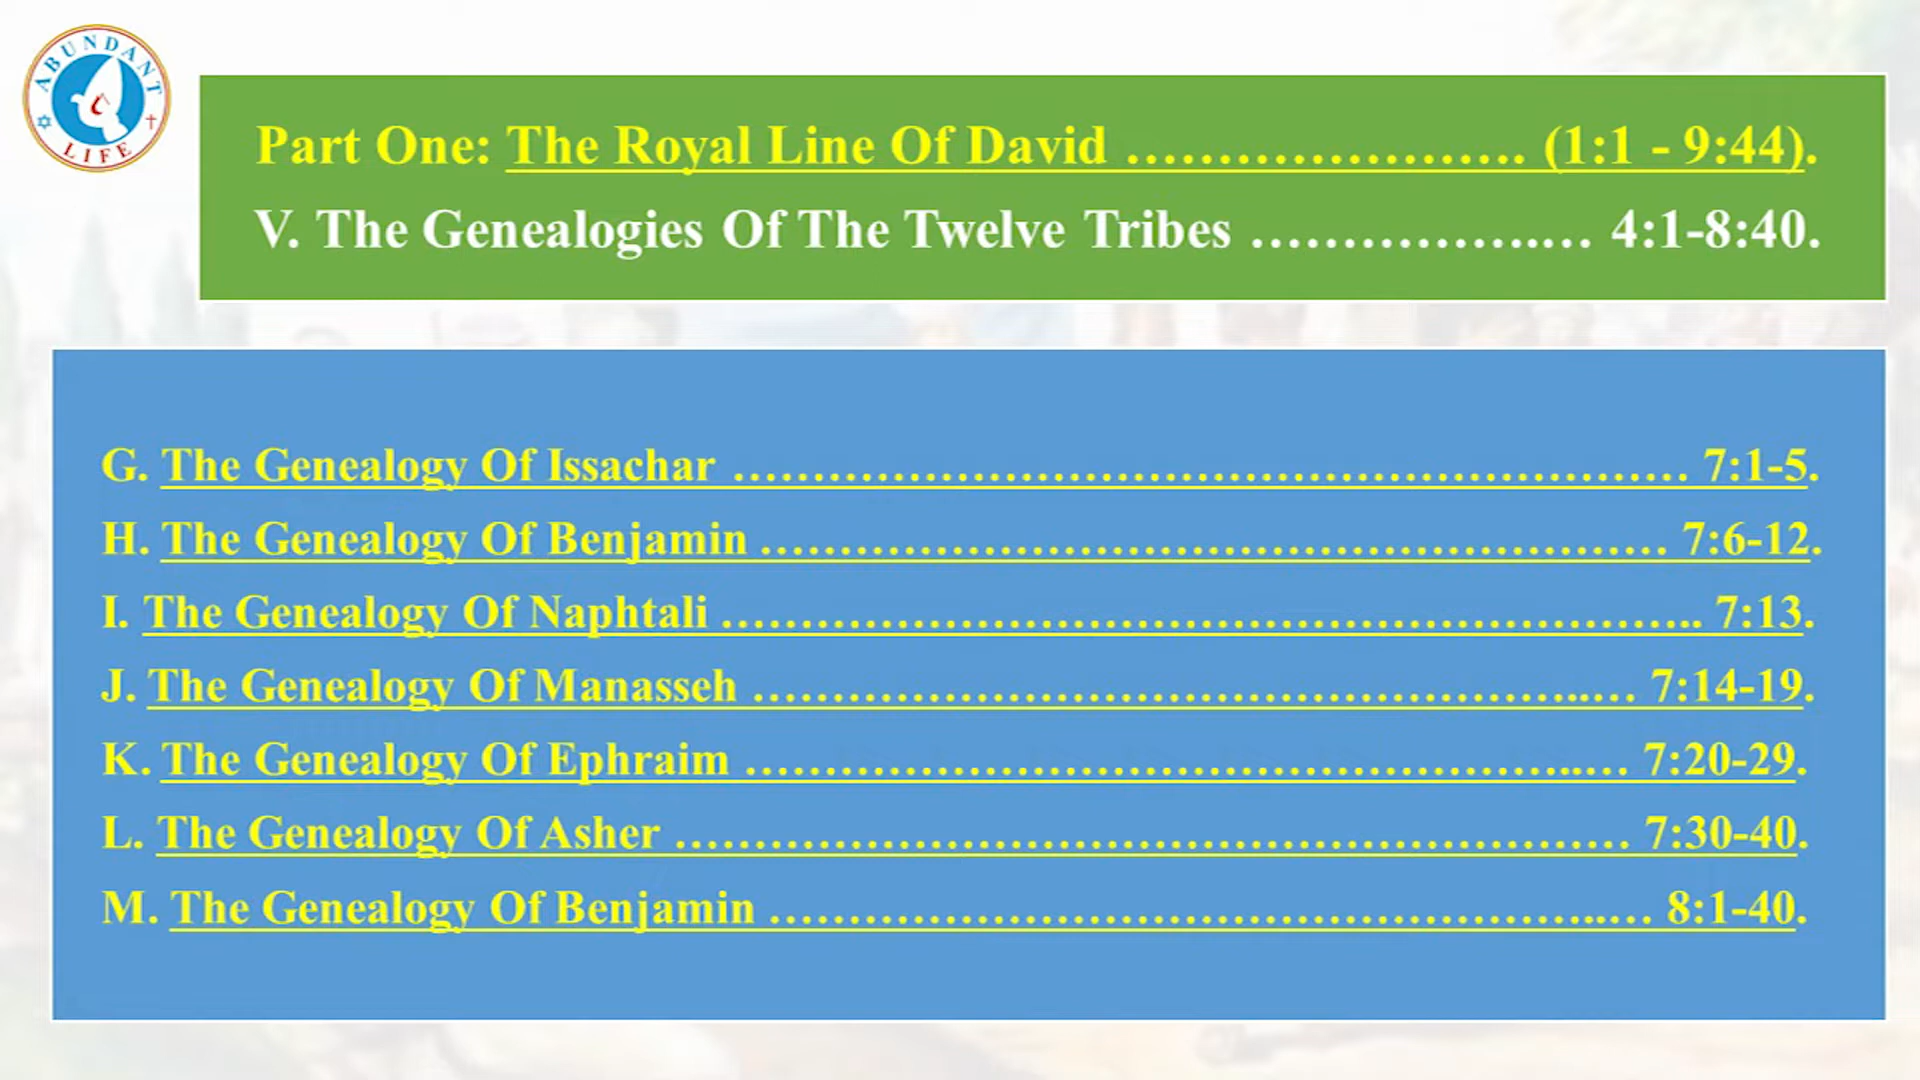 ABUNDANT
LIFE
Part One: The Royal Line Of David ......................... (1:1 - 9:44).
V. The Genealogies Of The Twelve Tribes ...................... 4:1-8:40.
G. The Genealogy Of Issachar ............................................................ 7:1-5.
H. The Genealogy Of Benjamin ......................................................... 7:6-12.
I. The Genealogy Of Naphtali .............................................................. 7:13.
J. The Genealogy Of Manasseh ......................................................... 7:14-19.
K. The Genealogy Of Ephraim ......................................................... 7:20-29.
L. The Genealogy Of Asher ............................................................ 7:30-40.
M. The Genealogy Of Benjamin ......................................................... 8:1-40.